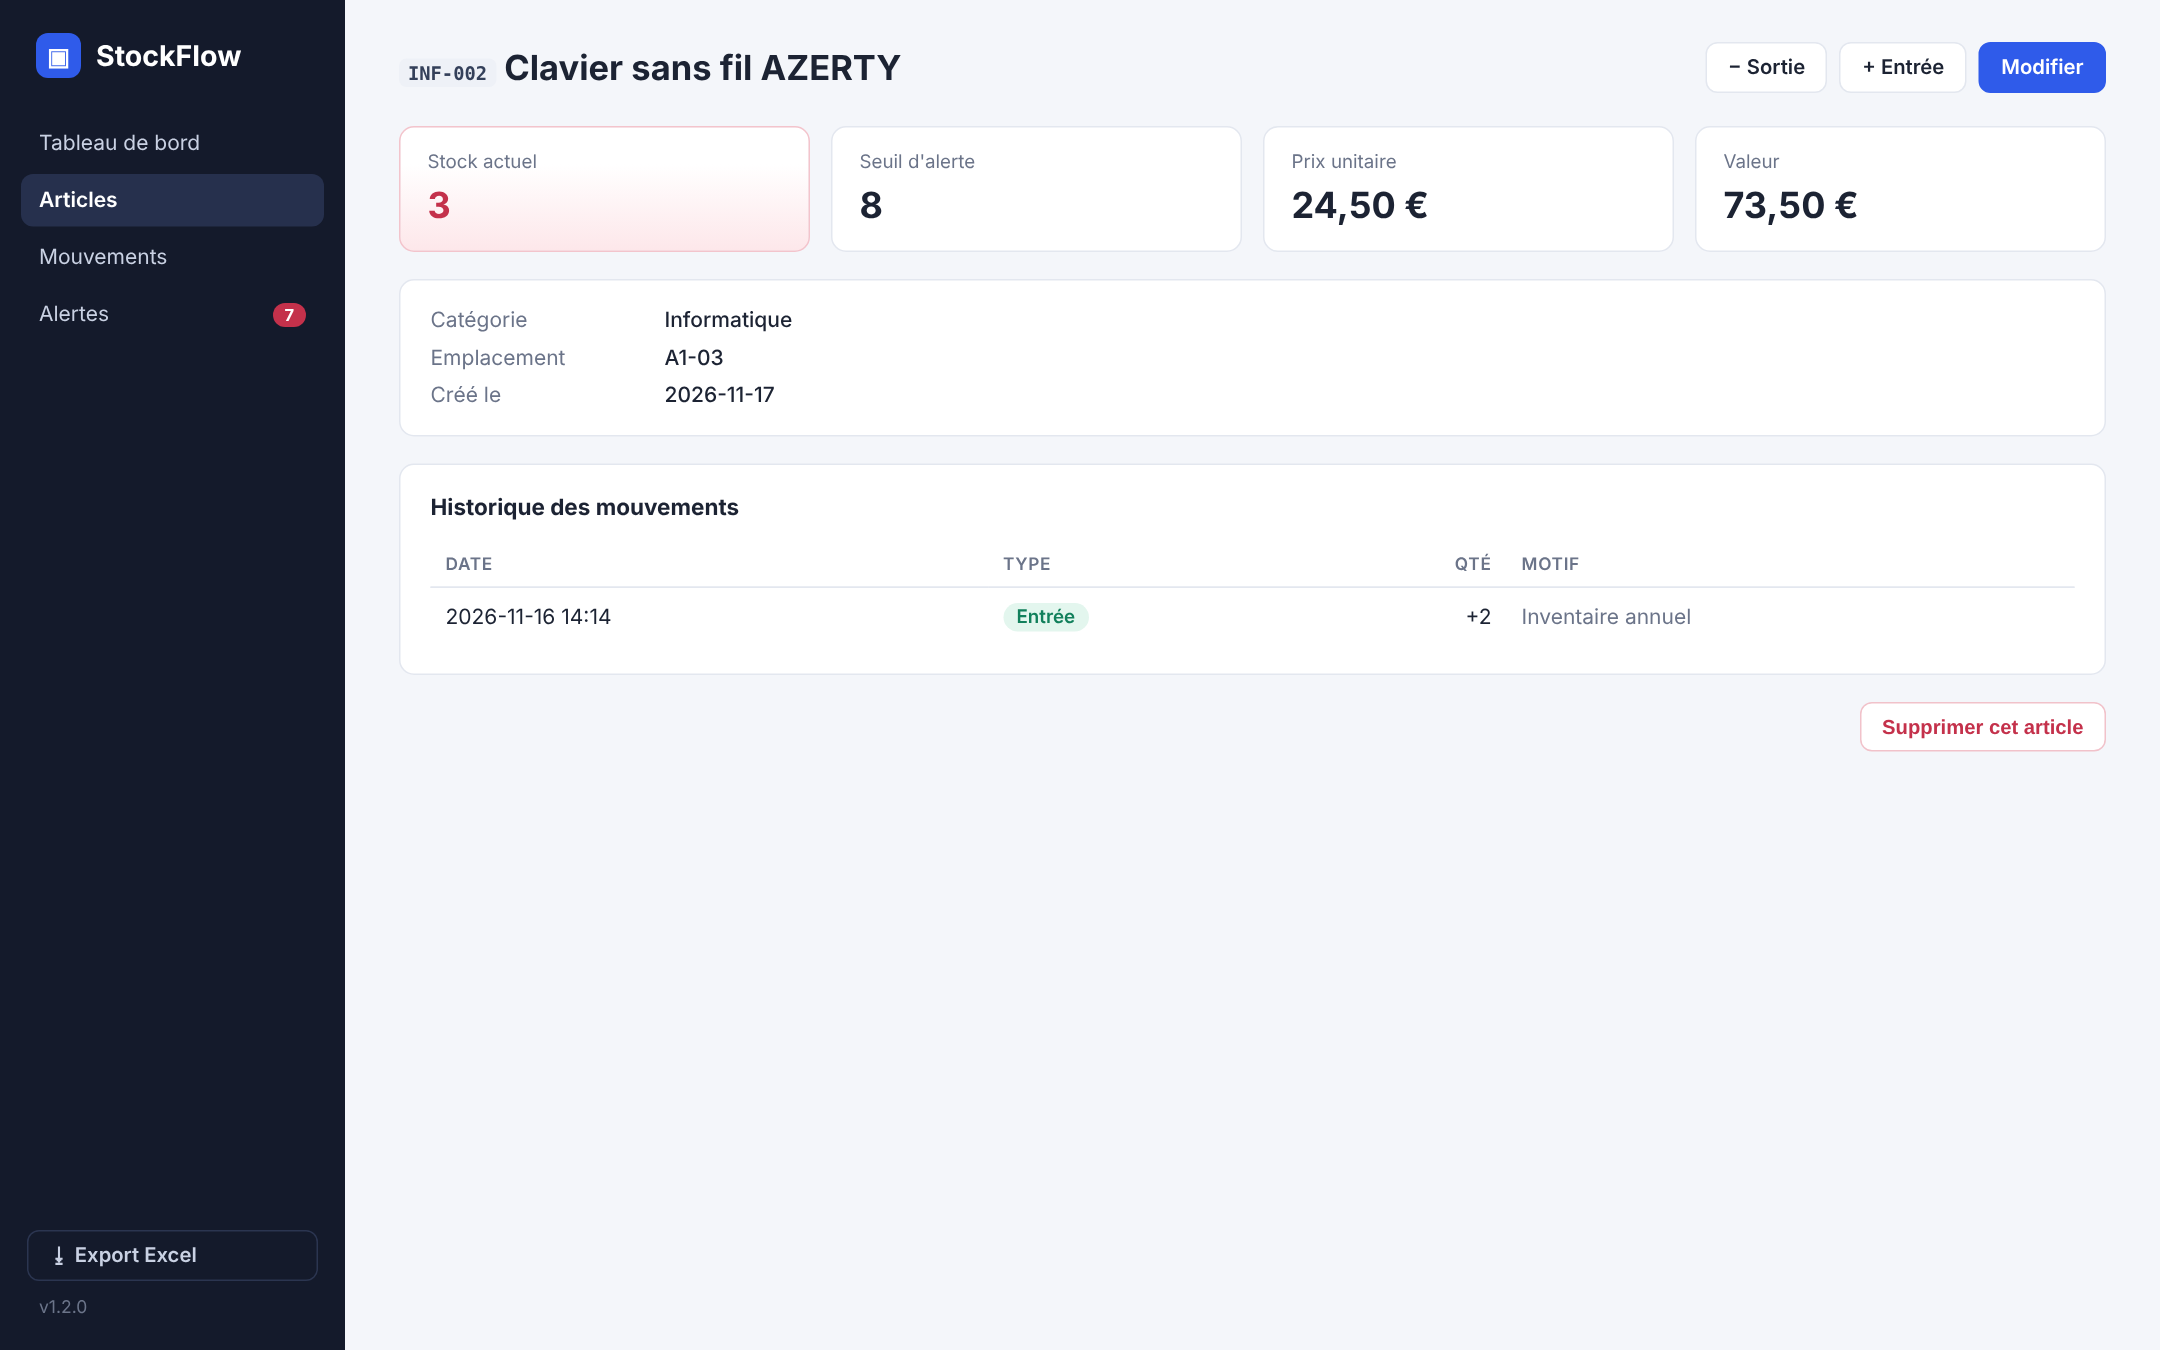 StockFlow
Tableau de bord
Articles
Mouvements
Alertes 7
Export Excel
v1.2.0
INF-002 Clavier sans fil AZERTY
− Sortie + Entrée Modifier
Stock actuel
3
Seuil d'alerte
8
Prix unitaire
24,50 €
Valeur
73,50 €
Catégorie Informatique
Emplacement A1-03
Créé le 2026-11-17
Historique des mouvements
DATE TYPE QTÉ MOTIF
2026-11-16 14:14 Entrée +2 Inventaire annuel
Supprimer cet article